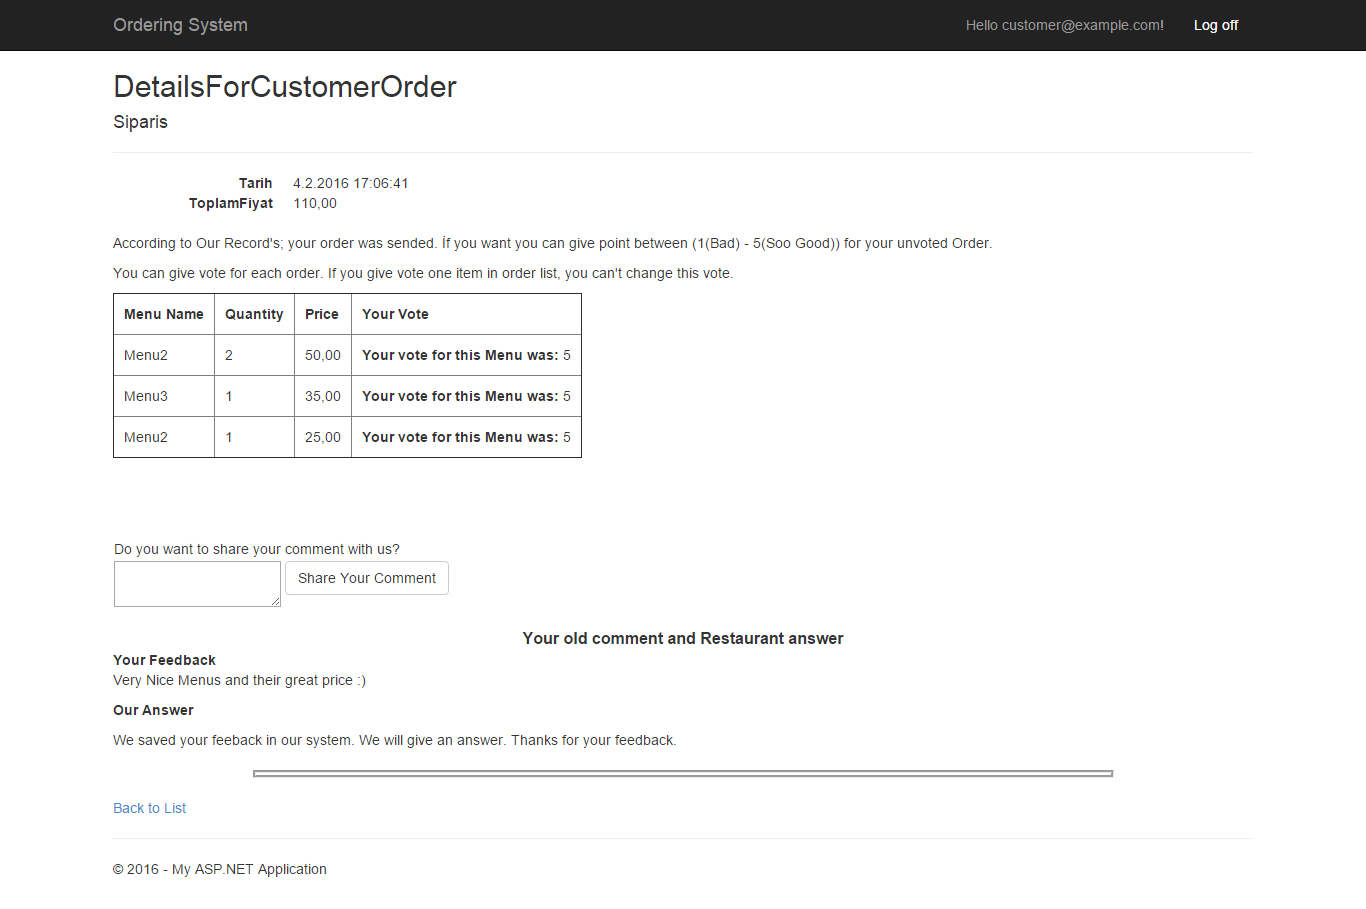 Ordering System Hello customer@example.com! Log off
DetailsForCustomerOrder
Siparis
Tarih 4.2.2016 17:06:41
ToplamFiyat 110,00
According to Our Record's; your order was sended. İf you want you can give point between (1(Bad) - 5(Soo Good)) for your unvoted Order.
You can give vote for each order. If you give vote one item in order list, you can't change this vote.
Menu Name Quantity Price Your Vote
Menu2 2 50,00 Your vote for this Menu was: 5
Menu3 1 35,00 Your vote for this Menu was: 5
Menu2 1 25,00 Your vote for this Menu was: 5
Do you want to share your comment with us?
Share Your Comment
Your old comment and Restaurant answer
Your Feedback
Very Nice Menus and their great price :)
Our Answer
We saved your feeback in our system. We will give an answer. Thanks for your feedback.
Back to List
© 2016 - My ASP.NET Application